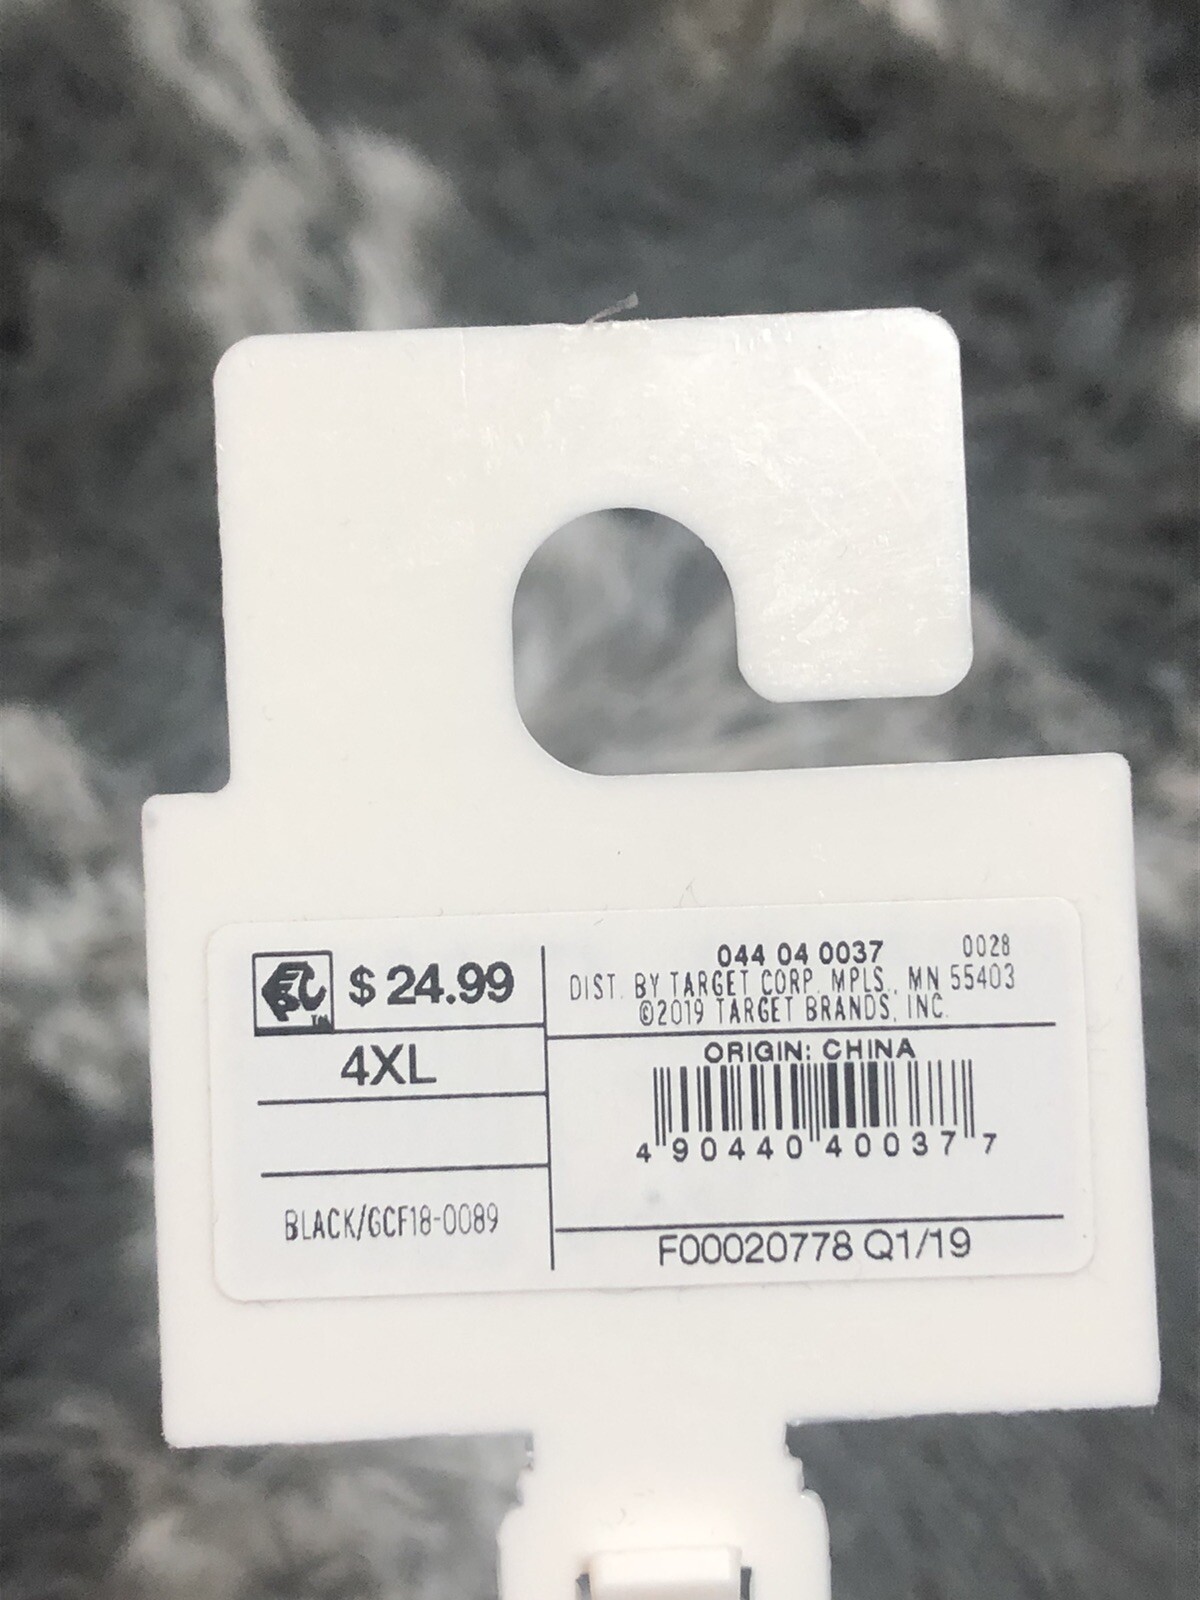 $ 24.99
4XL
BLACK/GCF18-0089
044 04 0037 0028
DIST. BY TARGET CORP. MPLS., MN 55403
©2019 TARGET BRANDS, INC.
ORIGIN: CHINA
4 90440 40037 7
F00020778 Q1/19